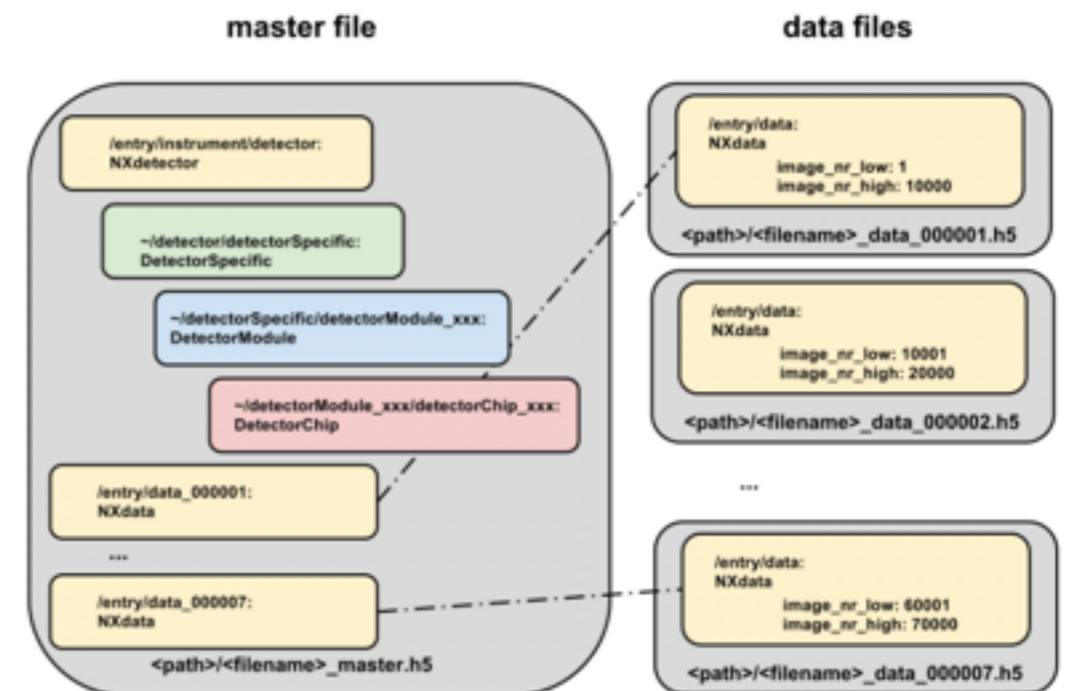 master file
/entry/instrument/detector:
NXdetector
~/detector/detectorSpecific:
DetectorSpecific
~/detectorSpecific/detectorModule_xxx:
DetectorModule
~/detectorModule_xxx/detectorChip_xxx:
DetectorChip
/entry/data_000001:
NXdata
...
/entry/data_000007:
NXdata
<path>/<filename>_master.h5
data files
/entry/data:
NXdata
image_nr_low: 1
image_nr_high: 10000
<path>/<filename>_data_000001.h5
/entry/data:
NXdata
image_nr_low: 10001
image_nr_high: 20000
<path>/<filename>_data_000002.h5
...
/entry/data:
NXdata
image_nr_low: 60001
image_nr_high: 70000
<path>/<filename>_data_000007.h5